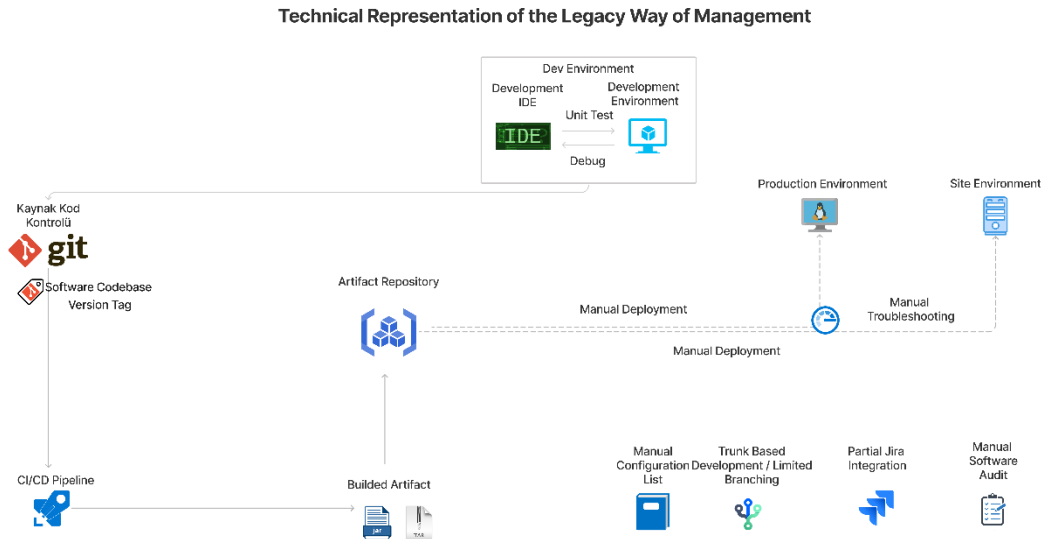 Technical Representation of the Legacy Way of Management
Dev Environment
Development
IDE
Development
Environment
IDE
Unit Test
Debug
Production Environment
Site Environment
Kaynak Kod
Kontrolü
git
Software Codebase
Version Tag
Artifact Repository
Manual Deployment
Manual
Troubleshooting
Manual Deployment
CI/CD Pipeline
Builded Artifact
jar
TAR
Manual
Configuration
List
Trunk Based
Development / Limited
Branching
Partial Jira
Integration
Manual
Software
Audit